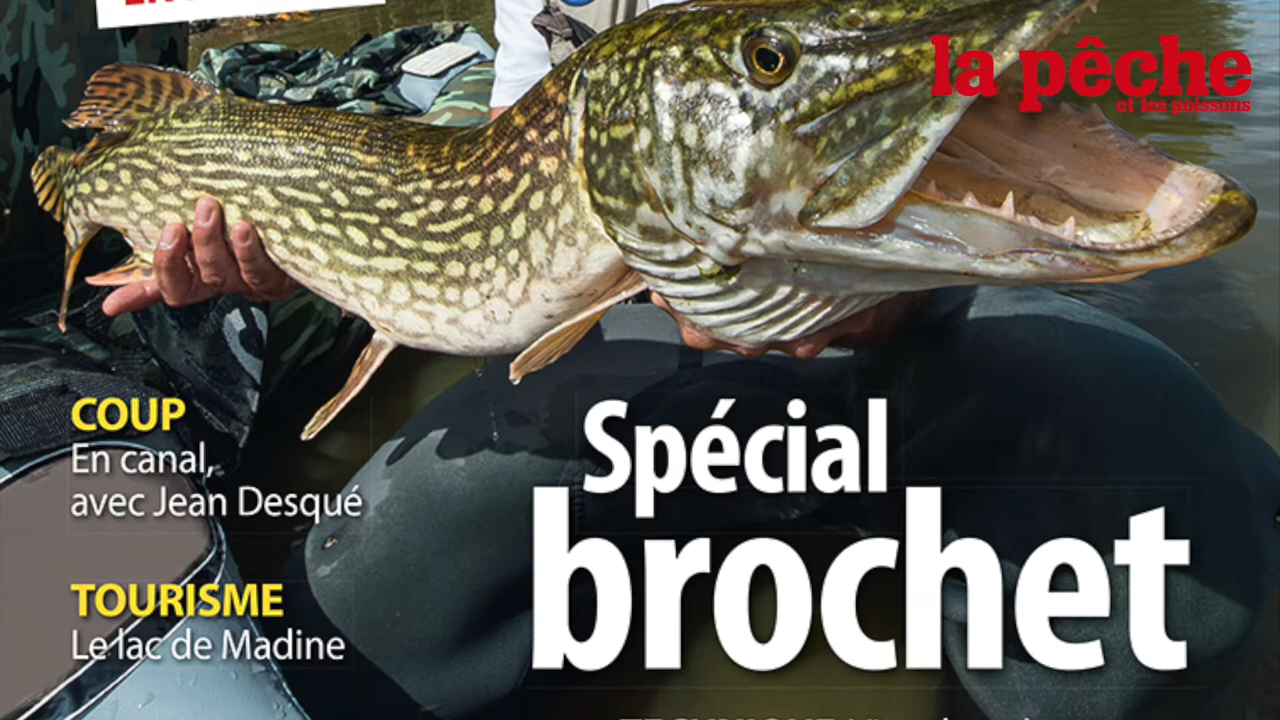 la pêche
et les poissons
COUP
En canal,
avec Jean Desqué
TOURISME
Le lac de Madine
Spécial
brochet